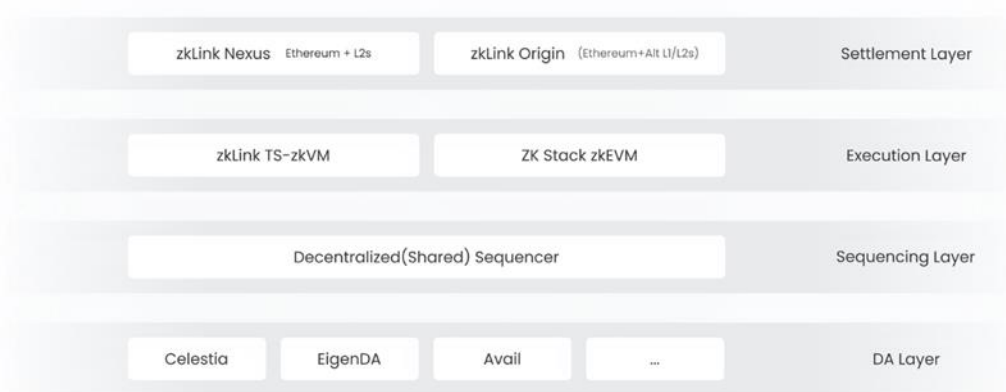 zkLink Nexus Ethereum + L2s zkLink Origin (Ethereum+Alt L1/L2s) Settlement Layer
zkLink TS-zkVM ZK Stack zkEVM Execution Layer
Decentralized(Shared) Sequencer Sequencing Layer
Celestia EigenDA Avail ... DA Layer